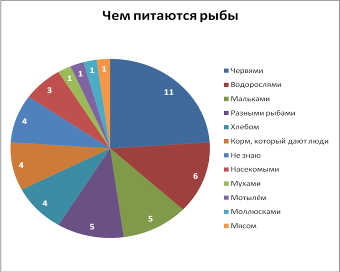 Чем питаются рыбы
11
6
5
5
4
4
4
3
1
1
1
1
Червями
Водорослями
Мальками
Разными рыбами
Хлебом
Корм, который дают люди
Не знаю
Насекомыми
Мухами
Мотылём
Моллюсками
Мясом